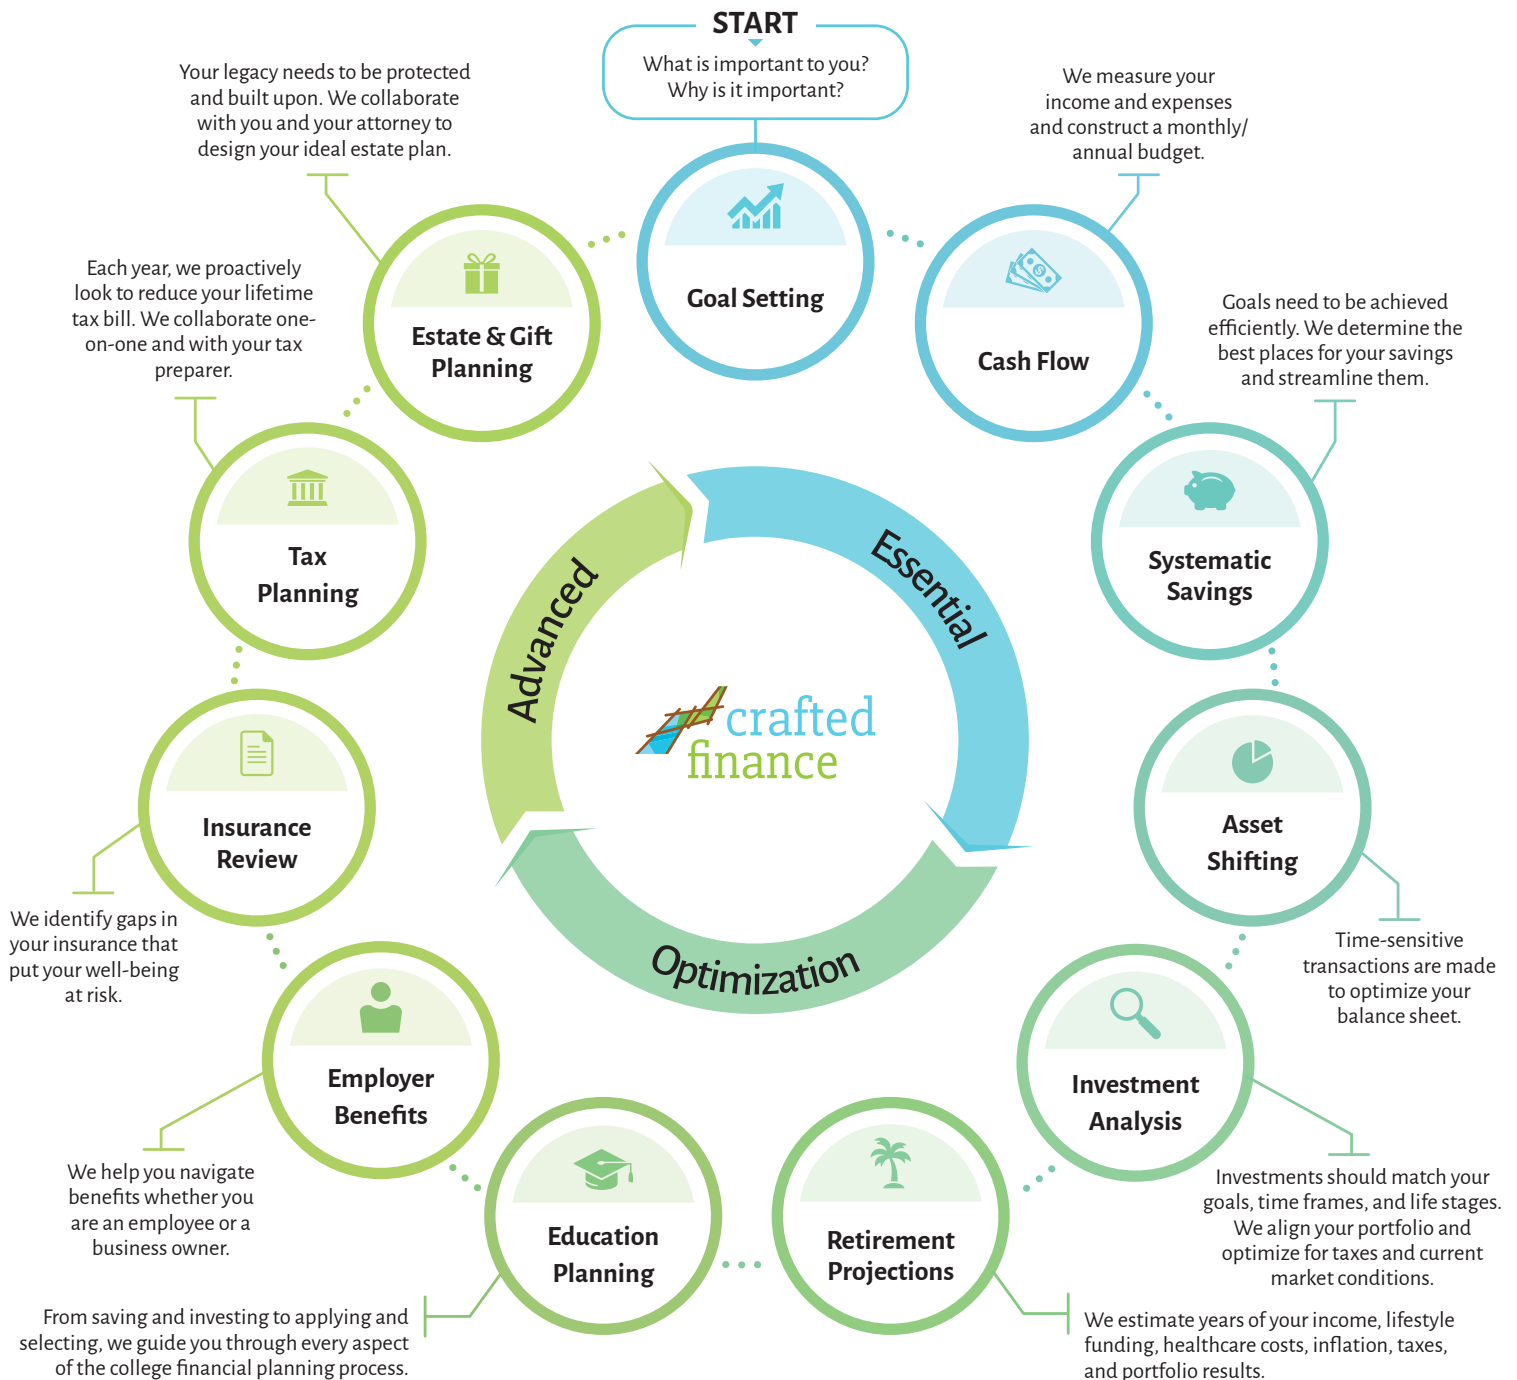 START
What is important to you?
Why is it important?
Goal Setting
We measure your
income and expenses
and construct a monthly/
annual budget.
Cash Flow
Goals need to be achieved
efficiently. We determine the
best places for your savings
and streamline them.
Systematic
Savings
Asset
Shifting
Time-sensitive
transactions are made
to optimize your
balance sheet.
Investment
Analysis
Investments should match your
goals, time frames, and life stages.
We align your portfolio and
optimize for taxes and current
market conditions.
Retirement
Projections
We estimate years of your income, lifestyle
funding, healthcare costs, inflation, taxes,
and portfolio results.
Education
Planning
From saving and investing to applying and
selecting, we guide you through every aspect
of the college financial planning process.
Employer
Benefits
We help you navigate
benefits whether you
are an employee or a
business owner.
Insurance
Review
We identify gaps in
your insurance that
put your well-being
at risk.
Tax
Planning
Each year, we proactively
look to reduce your lifetime
tax bill. We collaborate one-
on-one and with your tax
preparer.
Estate & Gift
Planning
Your legacy needs to be protected
and built upon. We collaborate
with you and your attorney to
design your ideal estate plan.
Essential
Optimization
Advanced
crafted
finance